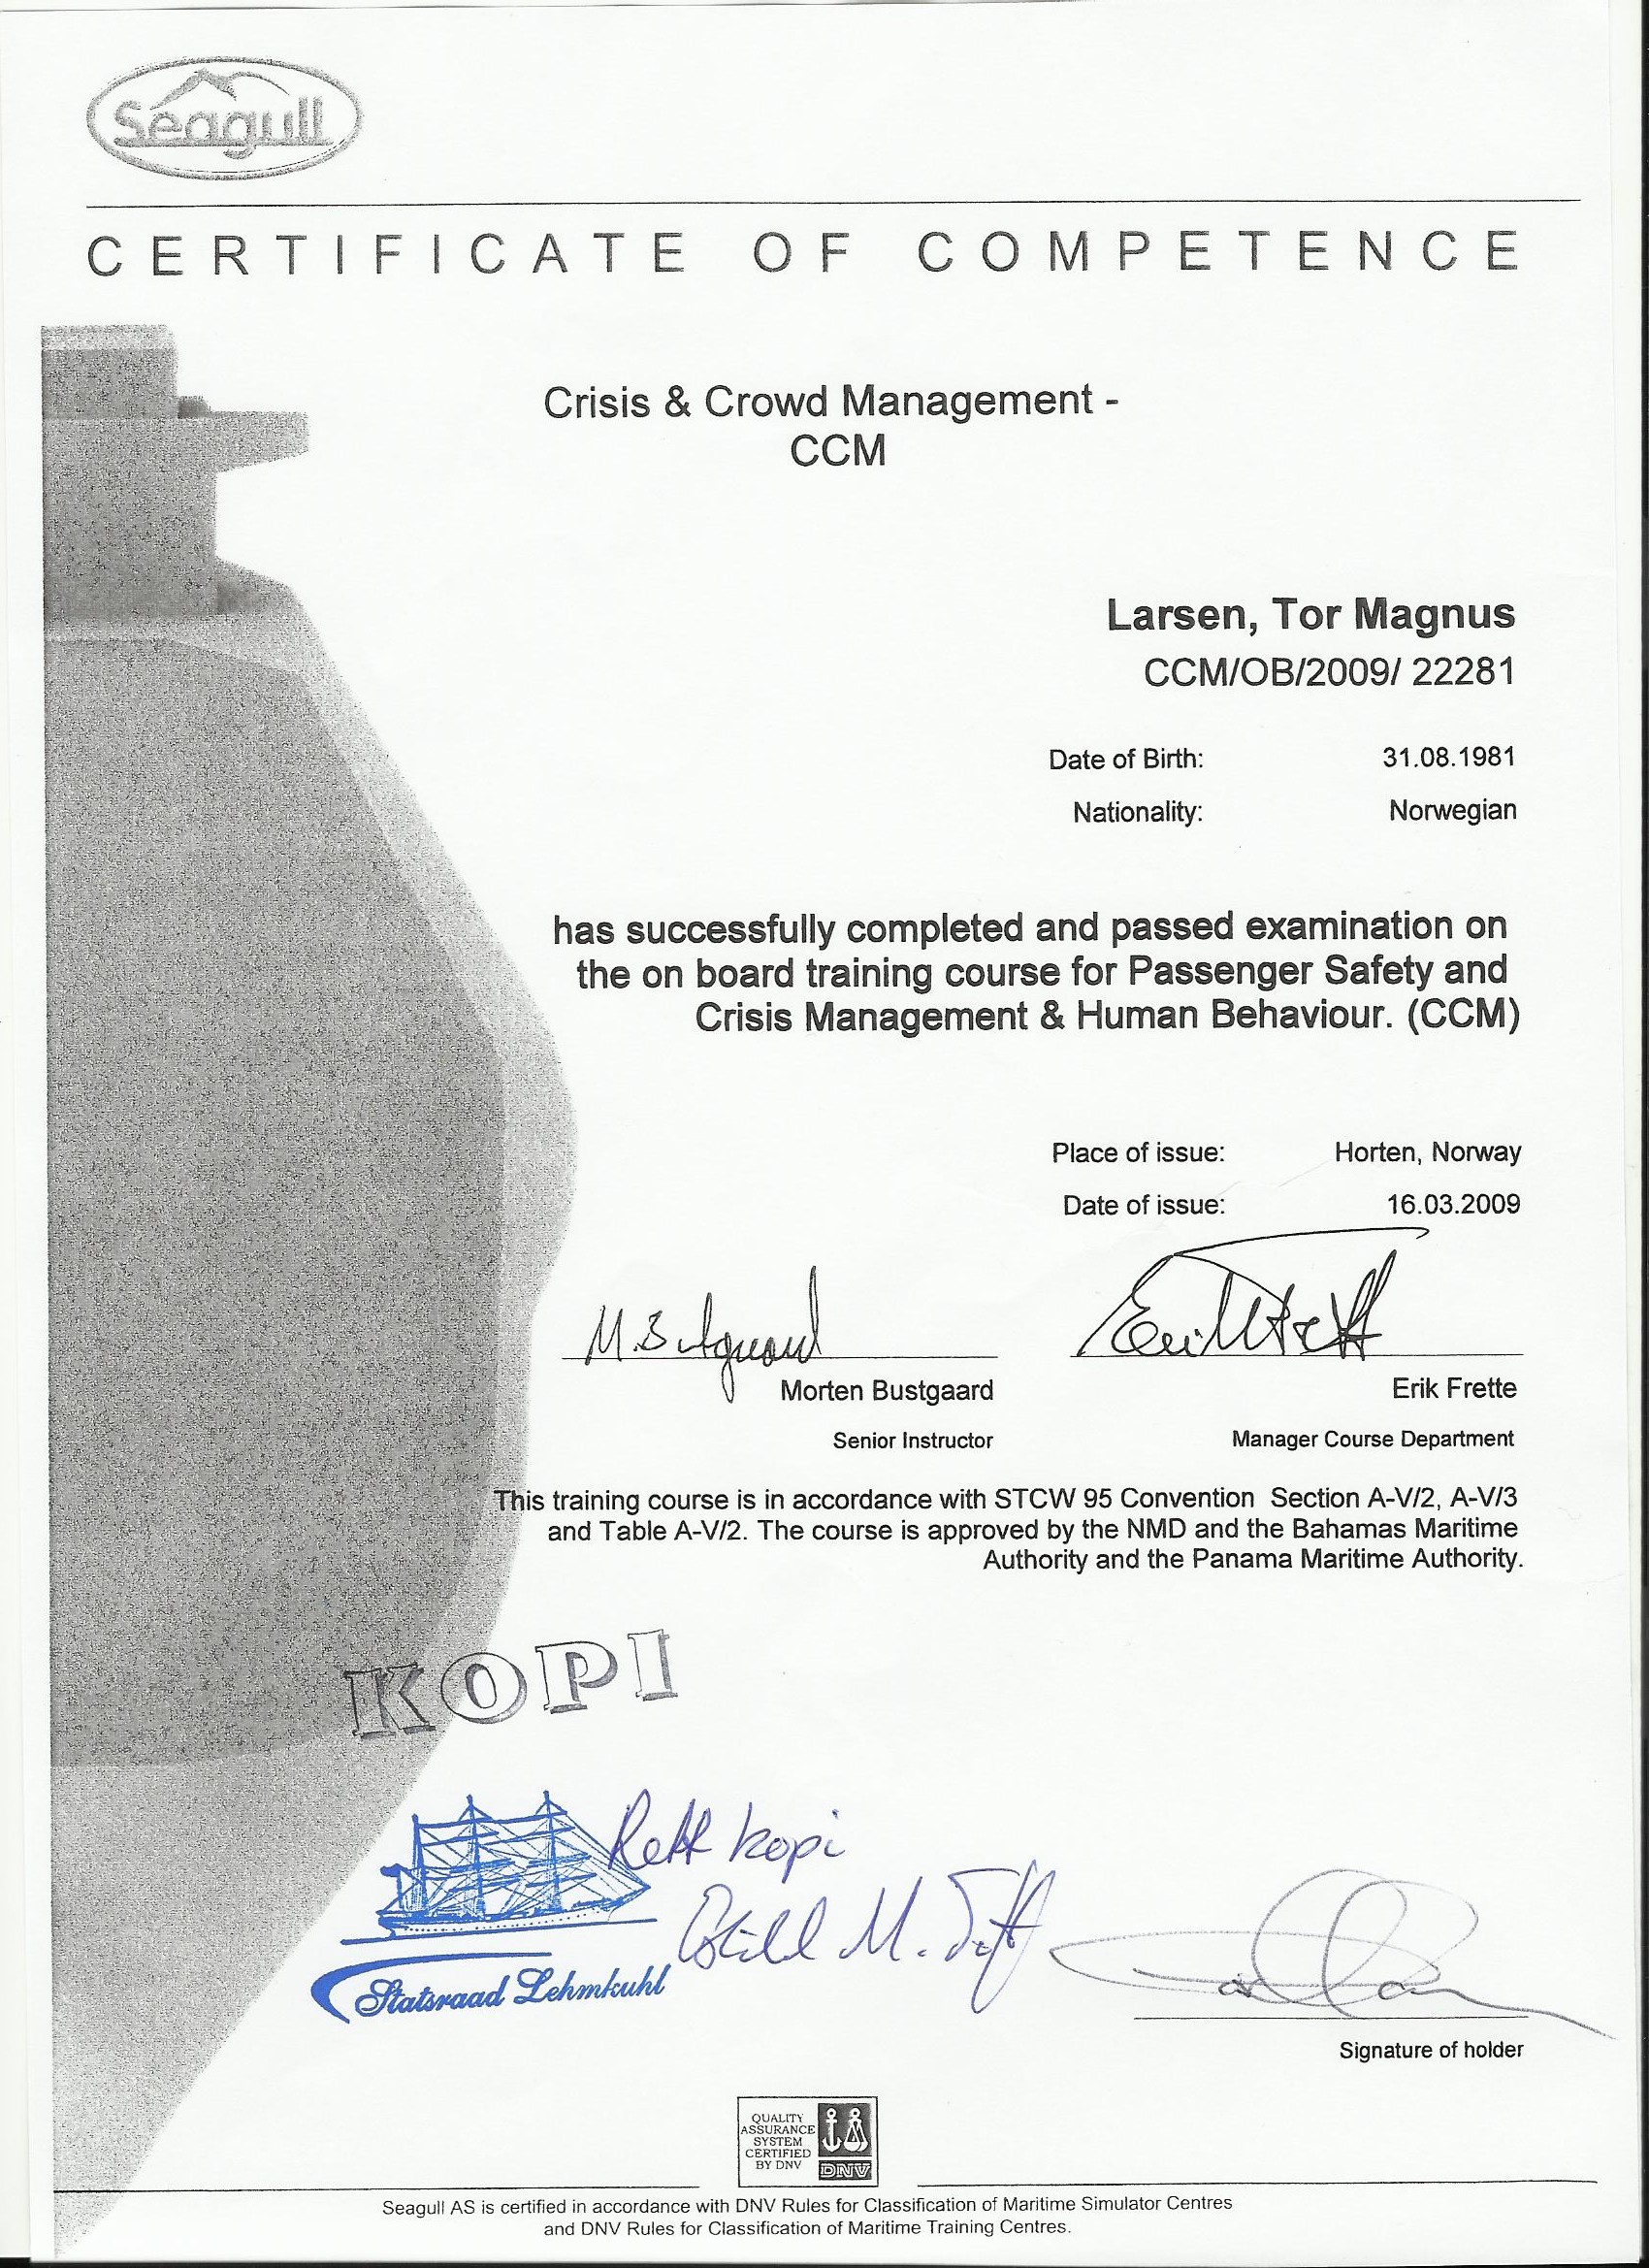 Seagull
CERTIFICATE OF COMPETENCE
Crisis & Crowd Management -
CCM
Larsen, Tor Magnus
CCM/OB/2009/ 22281
Date of Birth: 31.08.1981
Nationality: Norwegian
has successfully completed and passed examination on
the on board training course for Passenger Safety and
Crisis Management & Human Behaviour. (CCM)
Place of issue: Horten, Norway
Date of issue: 16.03.2009
Morten Bustgaard Erik Frette
Senior Instructor Manager Course Department
This training course is in accordance with STCW 95 Convention Section A-V/2, A-V/3
and Table A-V/2. The course is approved by the NMD and the Bahamas Maritime
Authority and the Panama Maritime Authority.
KOPI
Rett kopi
Statsraad Lehmkuhl
Signature of holder
QUALITY
ASSURANCE
SYSTEM
CERTIFIED
BY DNV
DNV
Seagull AS is certified in accordance with DNV Rules for Classification of Maritime Simulator Centres
and DNV Rules for Classification of Maritime Training Centres.